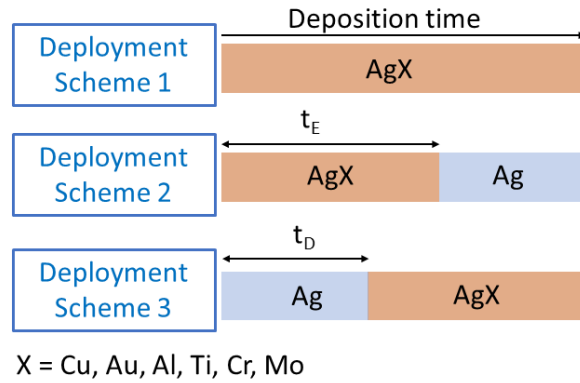 Deposition time
Deployment
Scheme 1
AgX
t_E
Deployment
Scheme 2
AgX
Ag
t_D
Deployment
Scheme 3
Ag
AgX
X = Cu, Au, Al, Ti, Cr, Mo